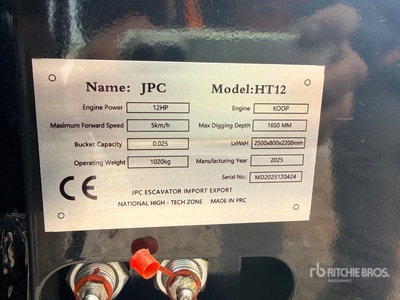 Name: JPC Model:HT12
Engine Power 12HP Engine KOOP
Maximum Forward Speed 5km/h Max Digging Depth 1650 MM
Bucket Capacity 0.025 LxWxH 2500x800x2200mm
Operating Weight 1020kg Manufacturing Year 2025
Serial No.: MD2025120424
CE
JPC ESCAVATOR IMPORT EXPORT
NATIONAL HIGH - TECH ZONE MADE IN PRC
rb RITCHIE BROS.
Auctioneers